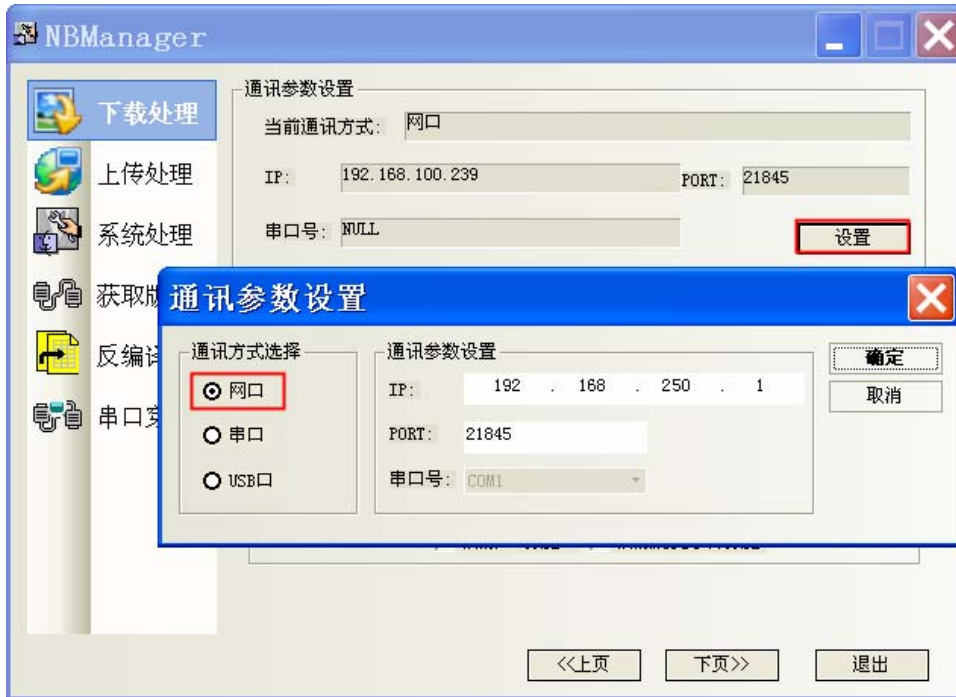 NBManager
下载处理
上传处理
系统处理
获取
反编
串口
通讯参数设置
当前通讯方式: 网口
IP: 192.168.100.239 PORT: 21845
串口号: NULL
设置
通讯参数设置
通讯方式选择
网口
串口
USB口
通讯参数设置
IP: 192 . 168 . 250 . 1
PORT: 21845
串口号: COM1
确定
取消
<<上页
下页>>
退出